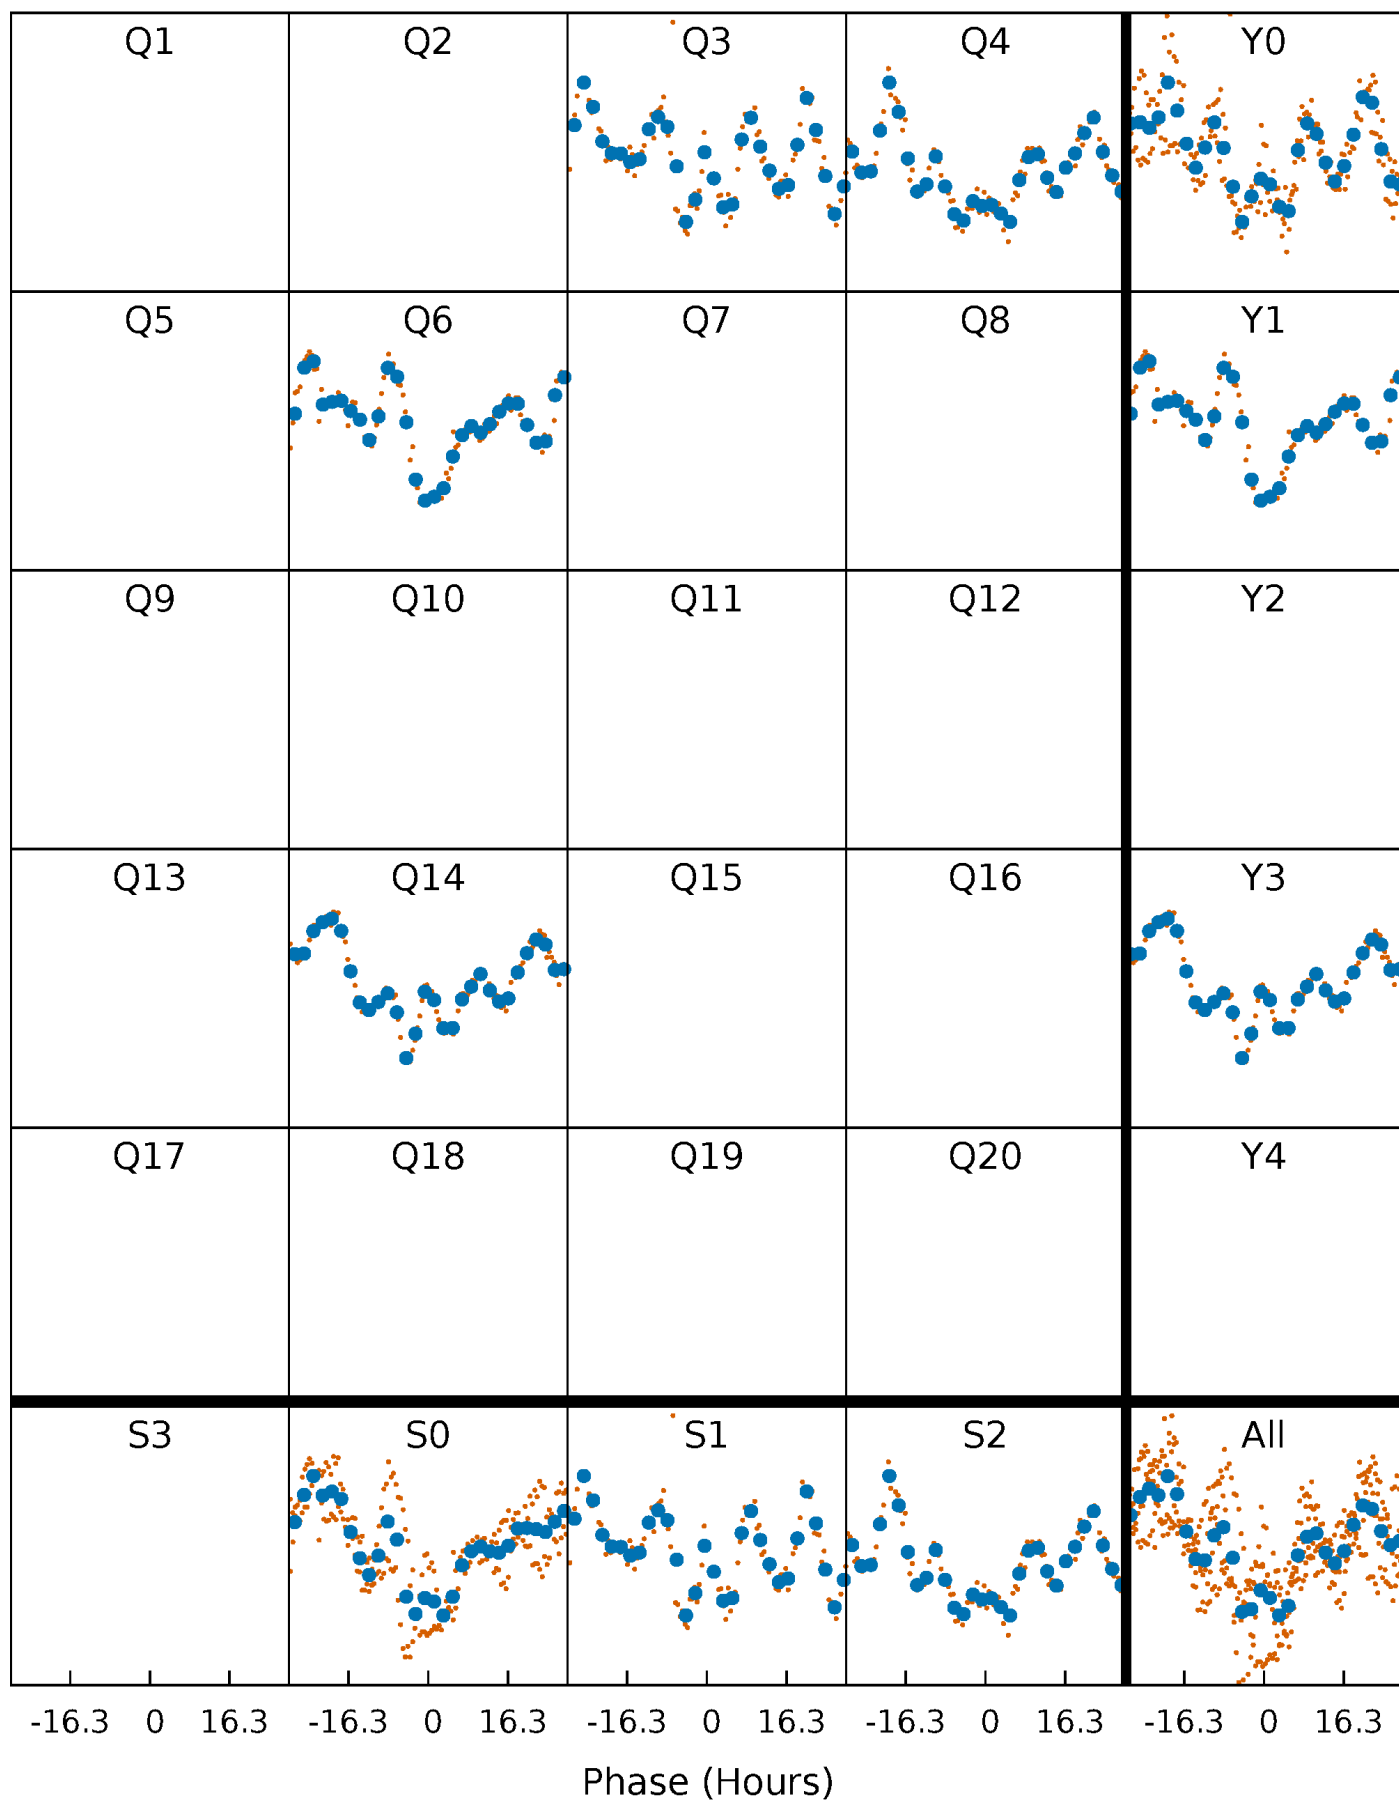 Q1 Q2 Q3 Q4 Y0
Q5 Q6 Q7 Q8 Y1
Q9 Q10 Q11 Q12 Y2
Q13 Q14 Q15 Q16 Y3
Q17 Q18 Q19 Q20 Y4
S3 S0 S1 S2 All
-16.3 0 16.3 -16.3 0 16.3 -16.3 0 16.3 -16.3 0 16.3 -16.3 0 16.3
Phase (Hours)